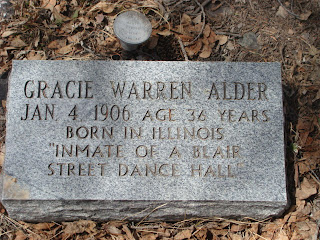 GRACIE WARREN ALDER
JAN. 4, 1906 AGE 36 YEARS
BORN IN ILLINOIS
"INMATE OF A BLAIR
STREET DANCE HALL"